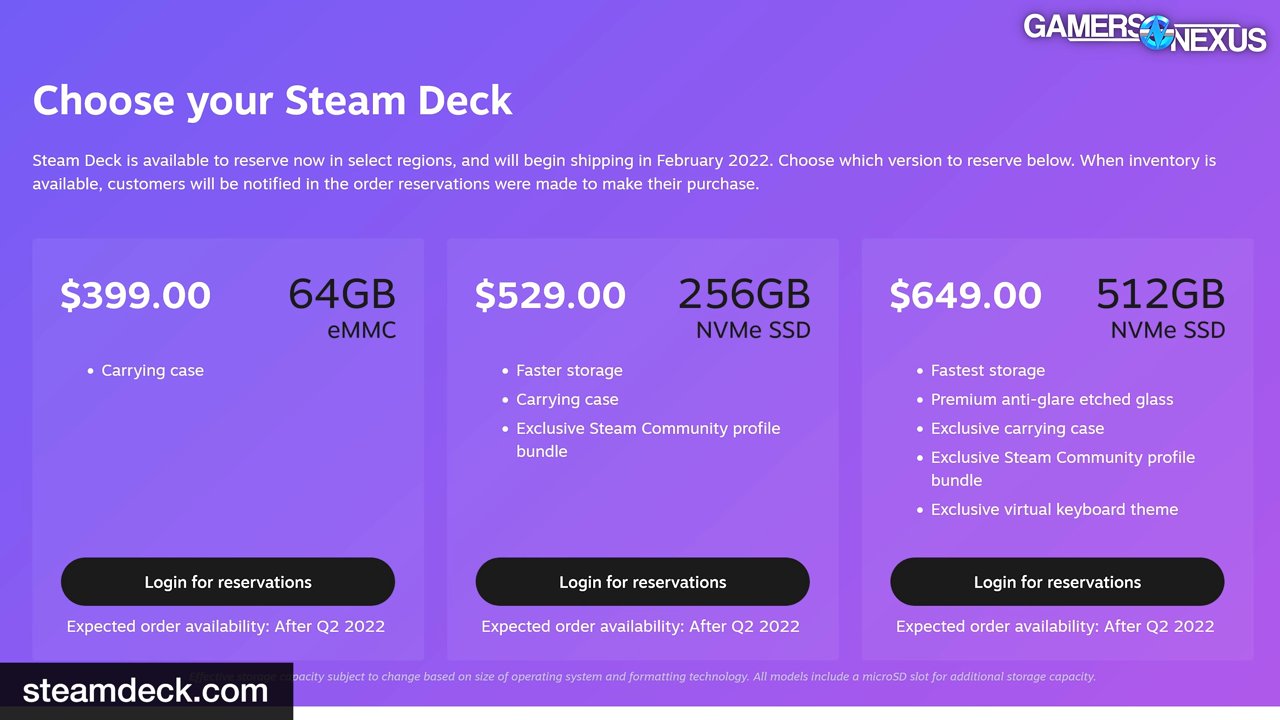 GAMERS NEXUS
Choose your Steam Deck
Steam Deck is available to reserve now in select regions, and will begin shipping in February 2022. Choose which version to reserve below. When inventory is
available, customers will be notified in the order reservations were made to make their purchase.
$399.00
64GB
eMMC
• Carrying case
Login for reservations
Expected order availability: After Q2 2022
$529.00
256GB
NVMe SSD
• Faster storage
• Carrying case
• Exclusive Steam Community profile
bundle
Login for reservations
Expected order availability: After Q2 2022
$649.00
512GB
NVMe SSD
• Fastest storage
• Premium anti-glare etched glass
• Exclusive carrying case
• Exclusive Steam Community profile
bundle
• Exclusive virtual keyboard theme
Login for reservations
Expected order availability: After Q2 2022
Effective storage capacity subject to change based on size of operating system and formatting technology. All models include a microSD slot for additional storage capacity.
steamdeck.com